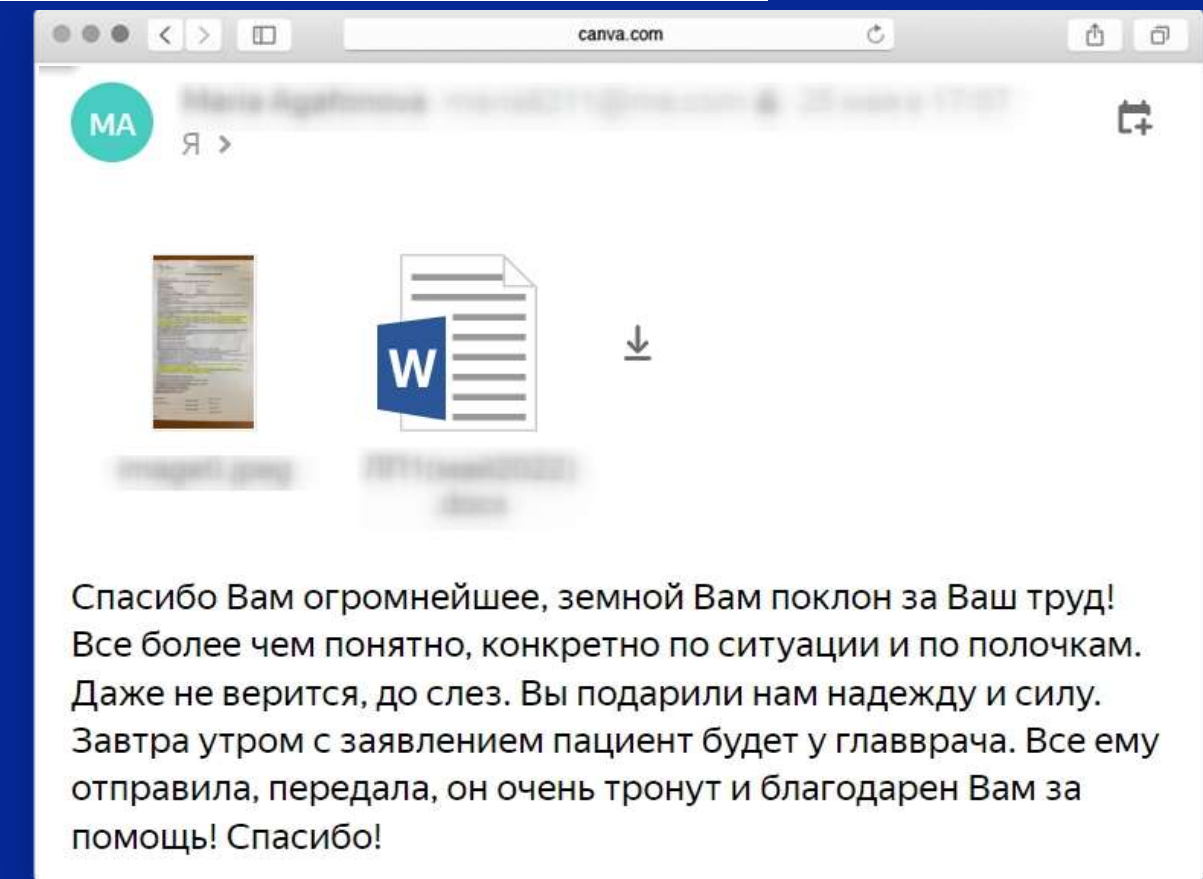 canva.com
MA
Я >
W
Спасибо Вам огромнейшее, земной Вам поклон за Ваш труд!
Все более чем понятно, конкретно по ситуации и по полочкам.
Даже не верится, до слез. Вы подарили нам надежду и силу.
Завтра утром с заявлением пациент будет у главврача. Все ему
отправила, передала, он очень тронут и благодарен Вам за
помощь! Спасибо!